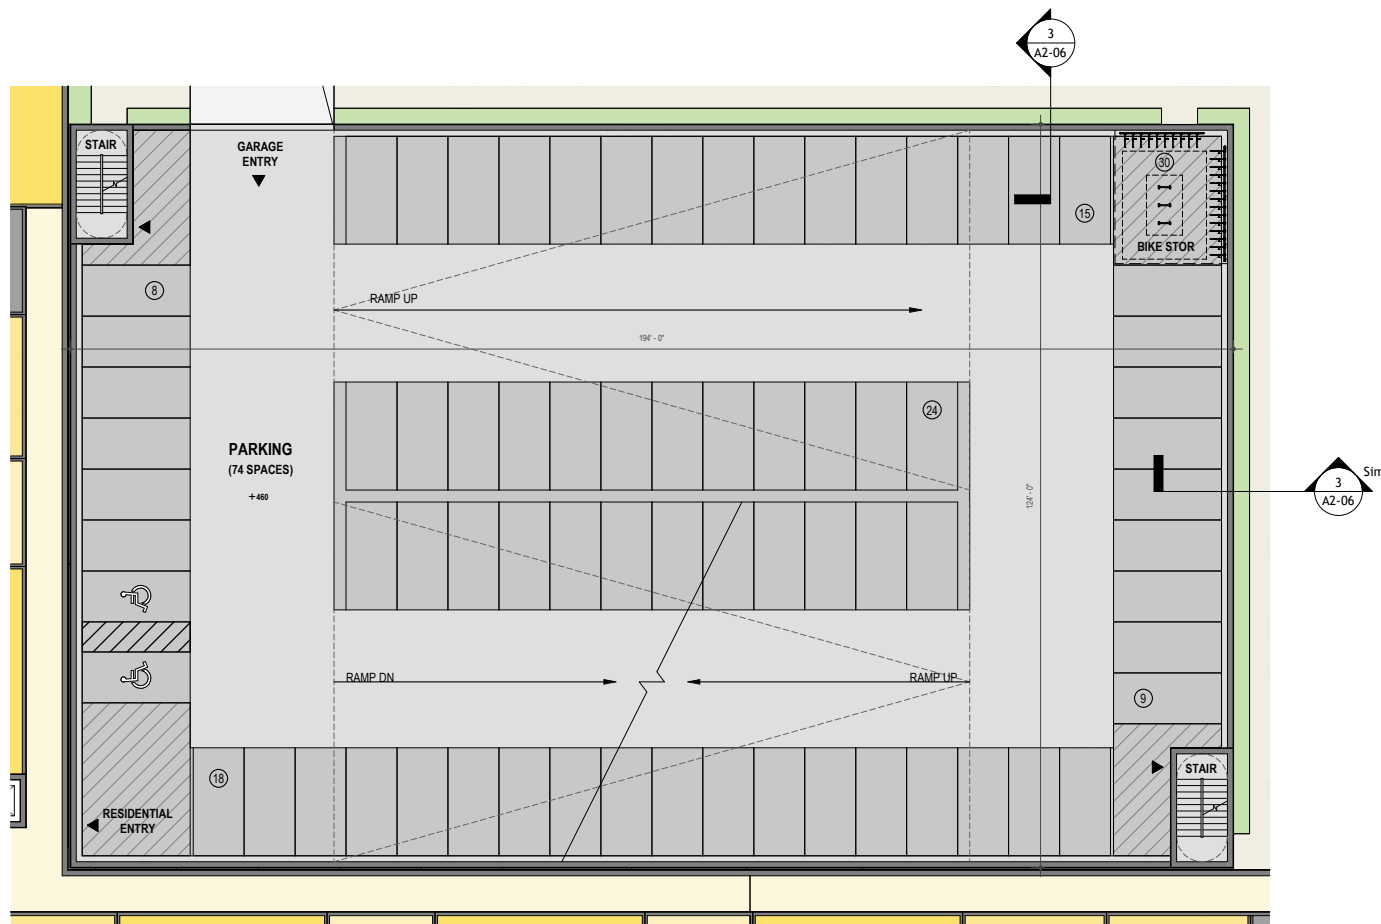 3
A2-06
STAIR
GARAGE
ENTRY
30
15
BIKE STOR
8
RAMP UP
194' - 0"
24
PARKING
(74 SPACES)
+460
124' - 0"
Sim
3
A2-06
RAMP DN
RAMP UP
9
18
STAIR
RESIDENTIAL
ENTRY